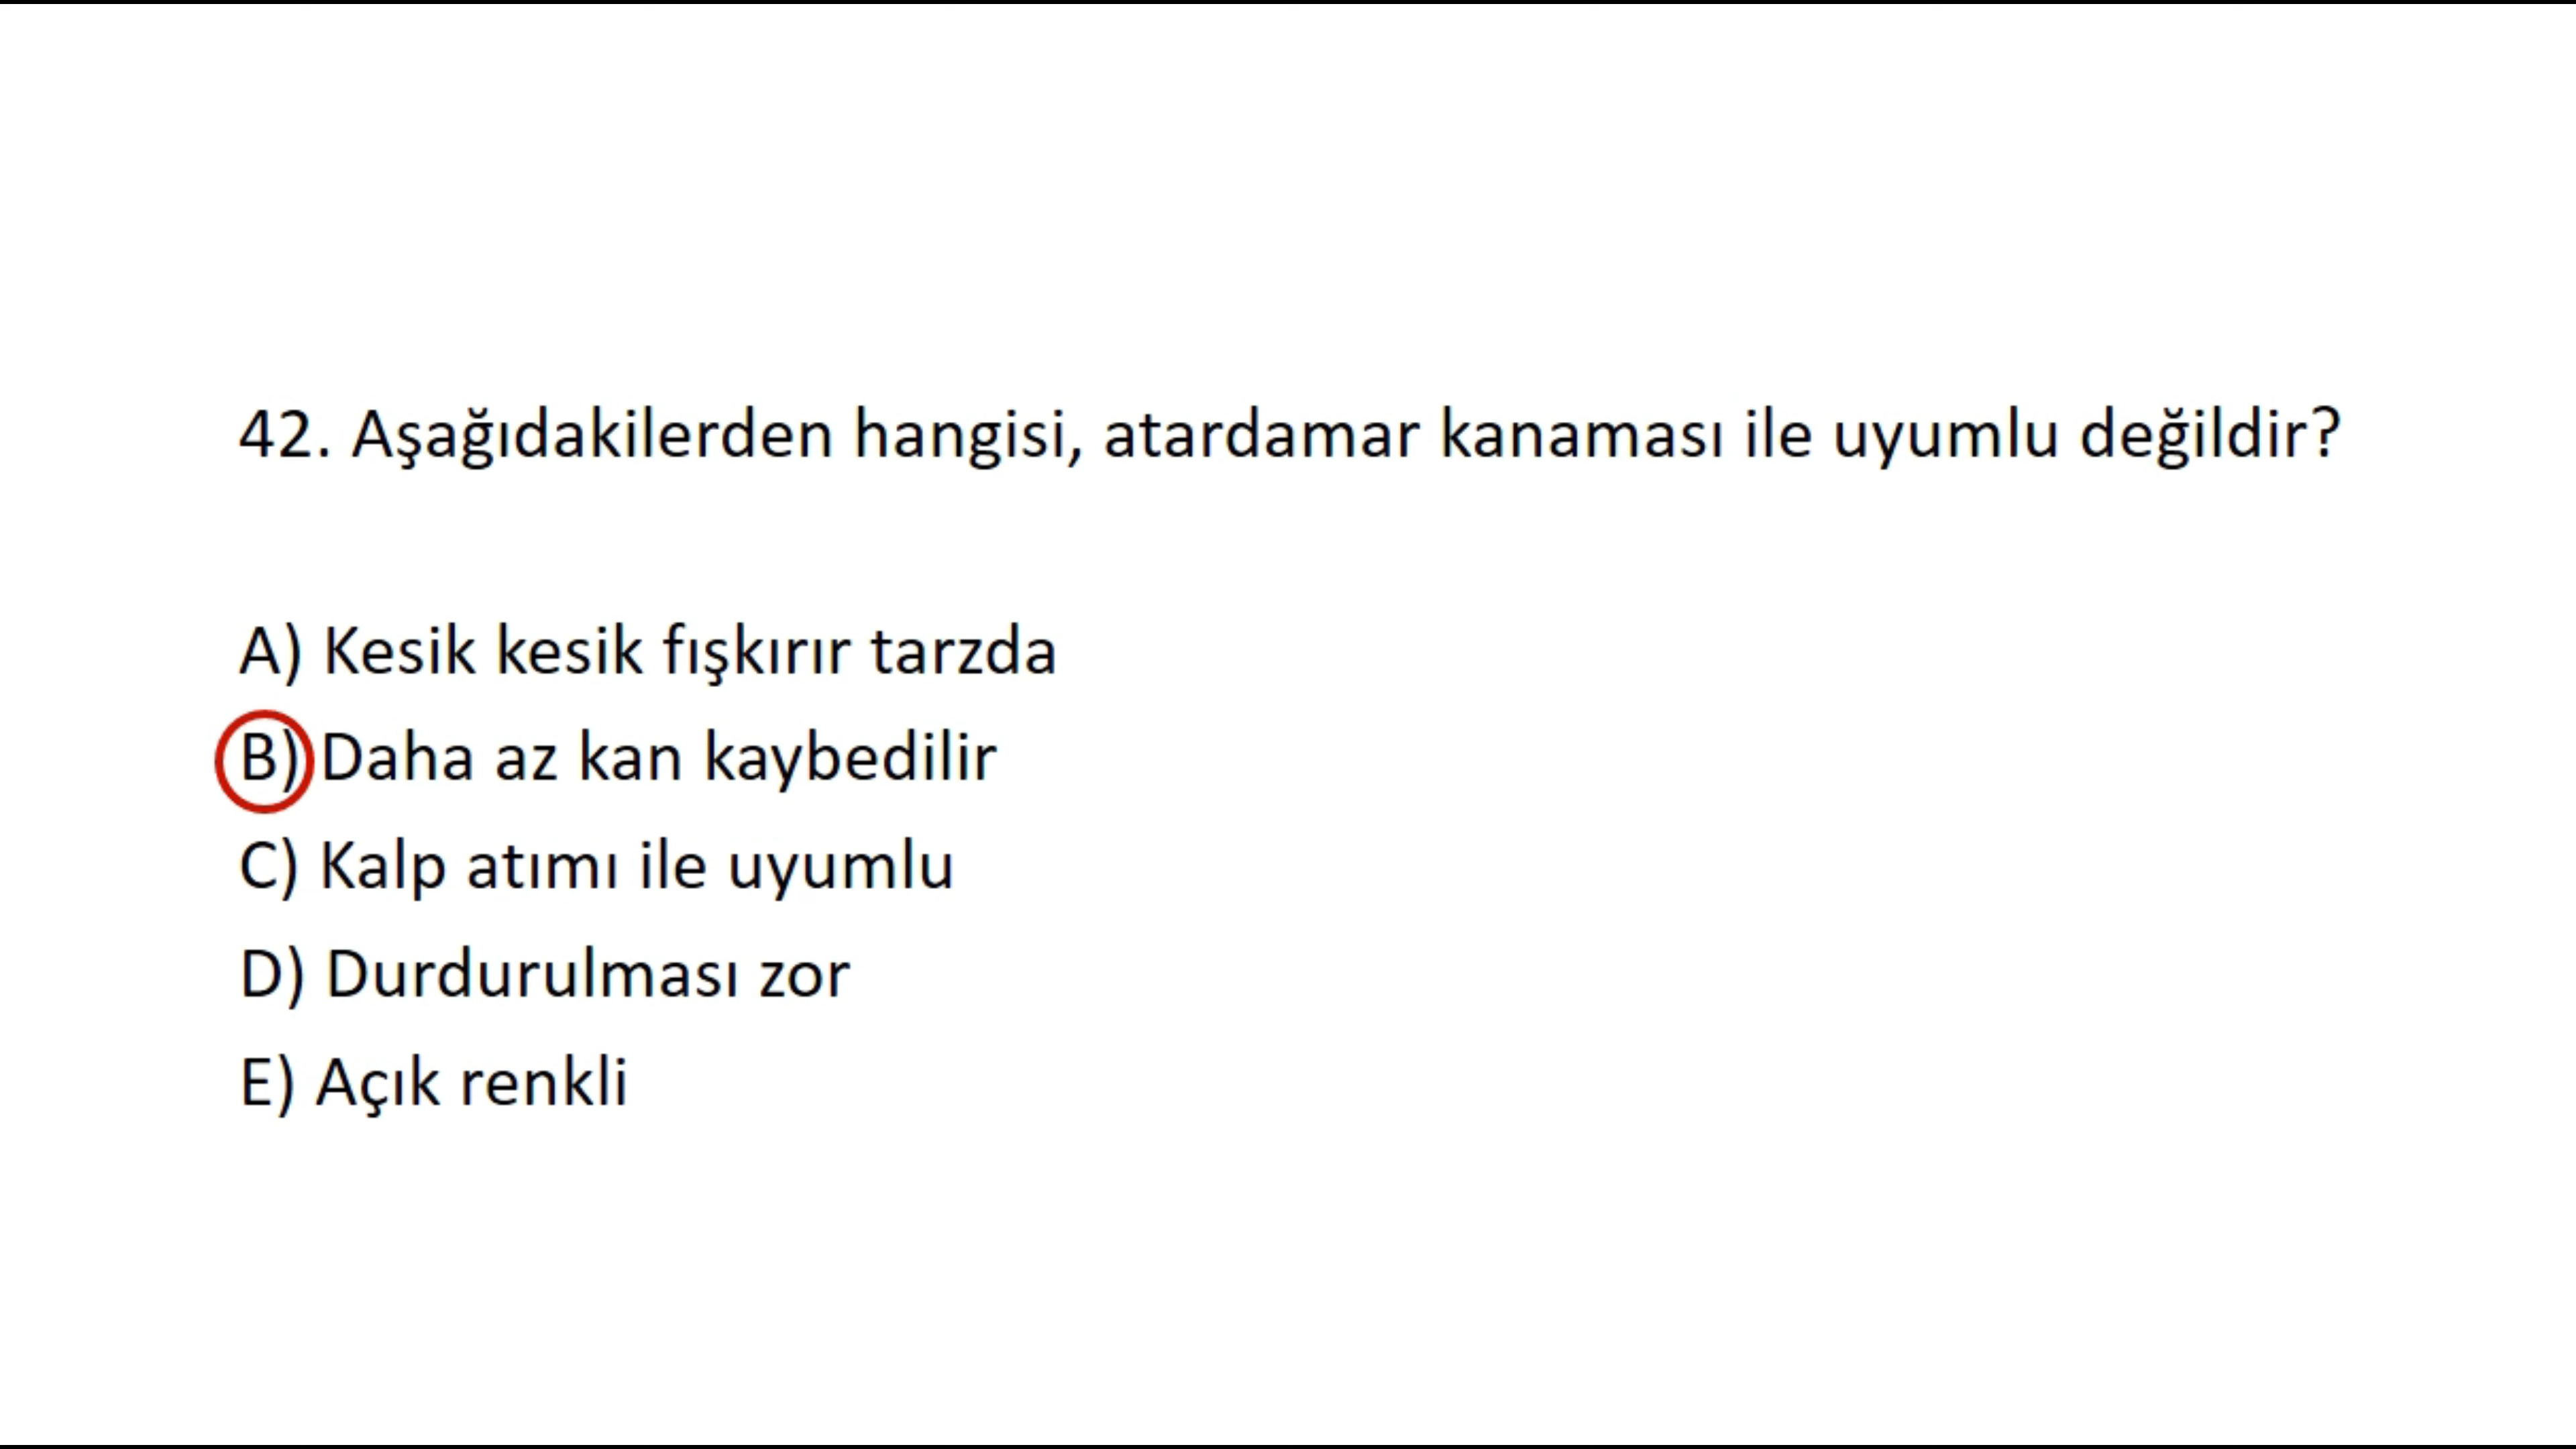 42. Aşağıdakilerden hangisi, atardamar kanaması ile uyumlu değildir?
A) Kesik kesik fışkırır tarzda
B) Daha az kan kaybedilir
C) Kalp atımı ile uyumlu
D) Durdurulması zor
E) Açık renkli